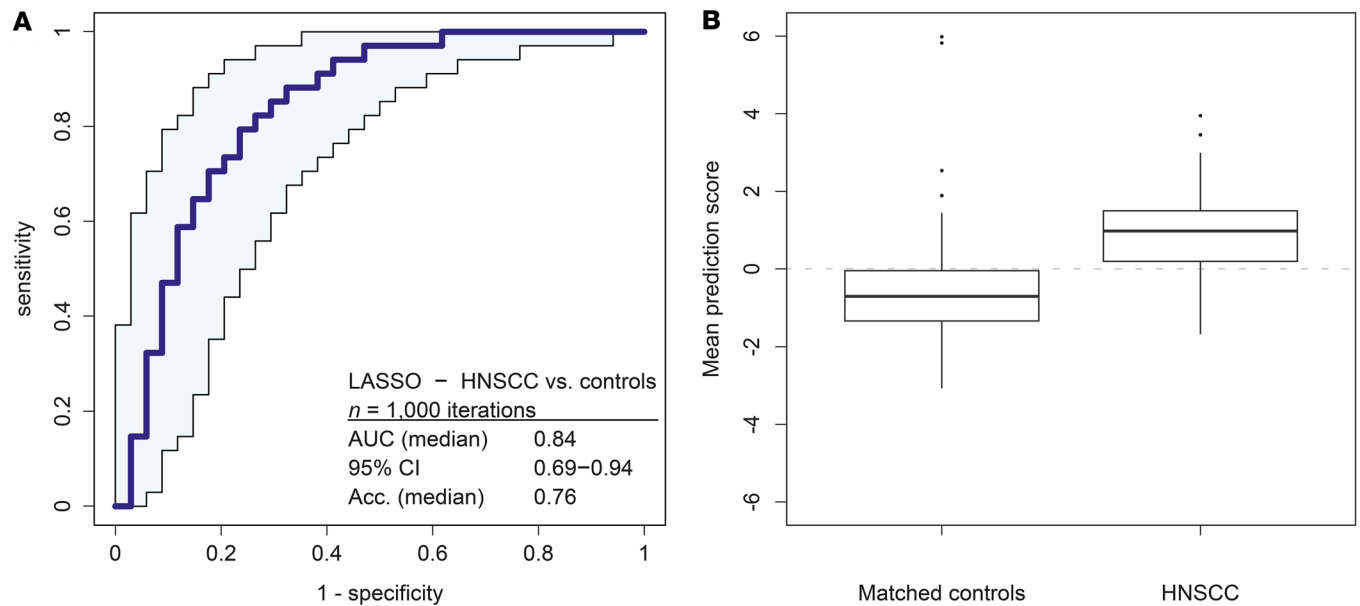 A
sensitivity
1
0.8
0.6
0.4
0.2
0
LASSO − HNSCC vs. controls
n = 1,000 iterations
AUC (median) 0.84
95% CI 0.69−0.94
Acc. (median) 0.76
0 0.2 0.4 0.6 0.8 1
1 - specificity
B
Mean prediction score
6
4
2
0
-2
-4
-6
Matched controls HNSCC